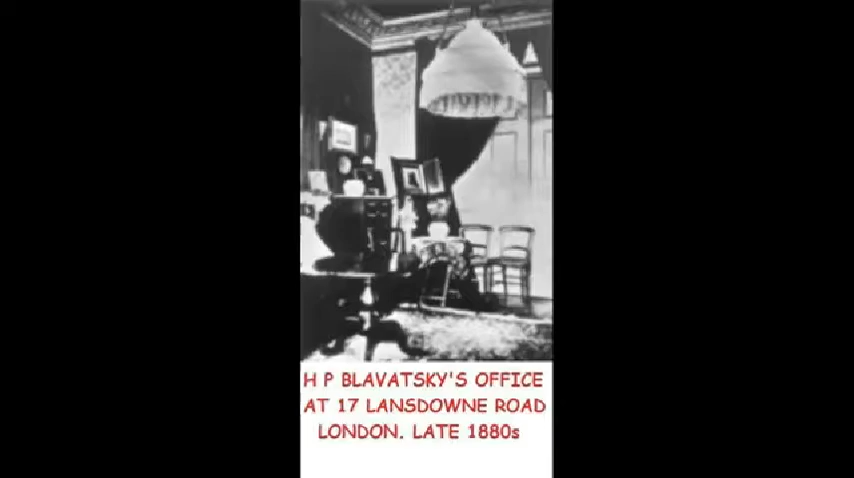 H P BLAVATSKY'S OFFICE
AT 17 LANSDOWNE ROAD
LONDON. LATE 1880s